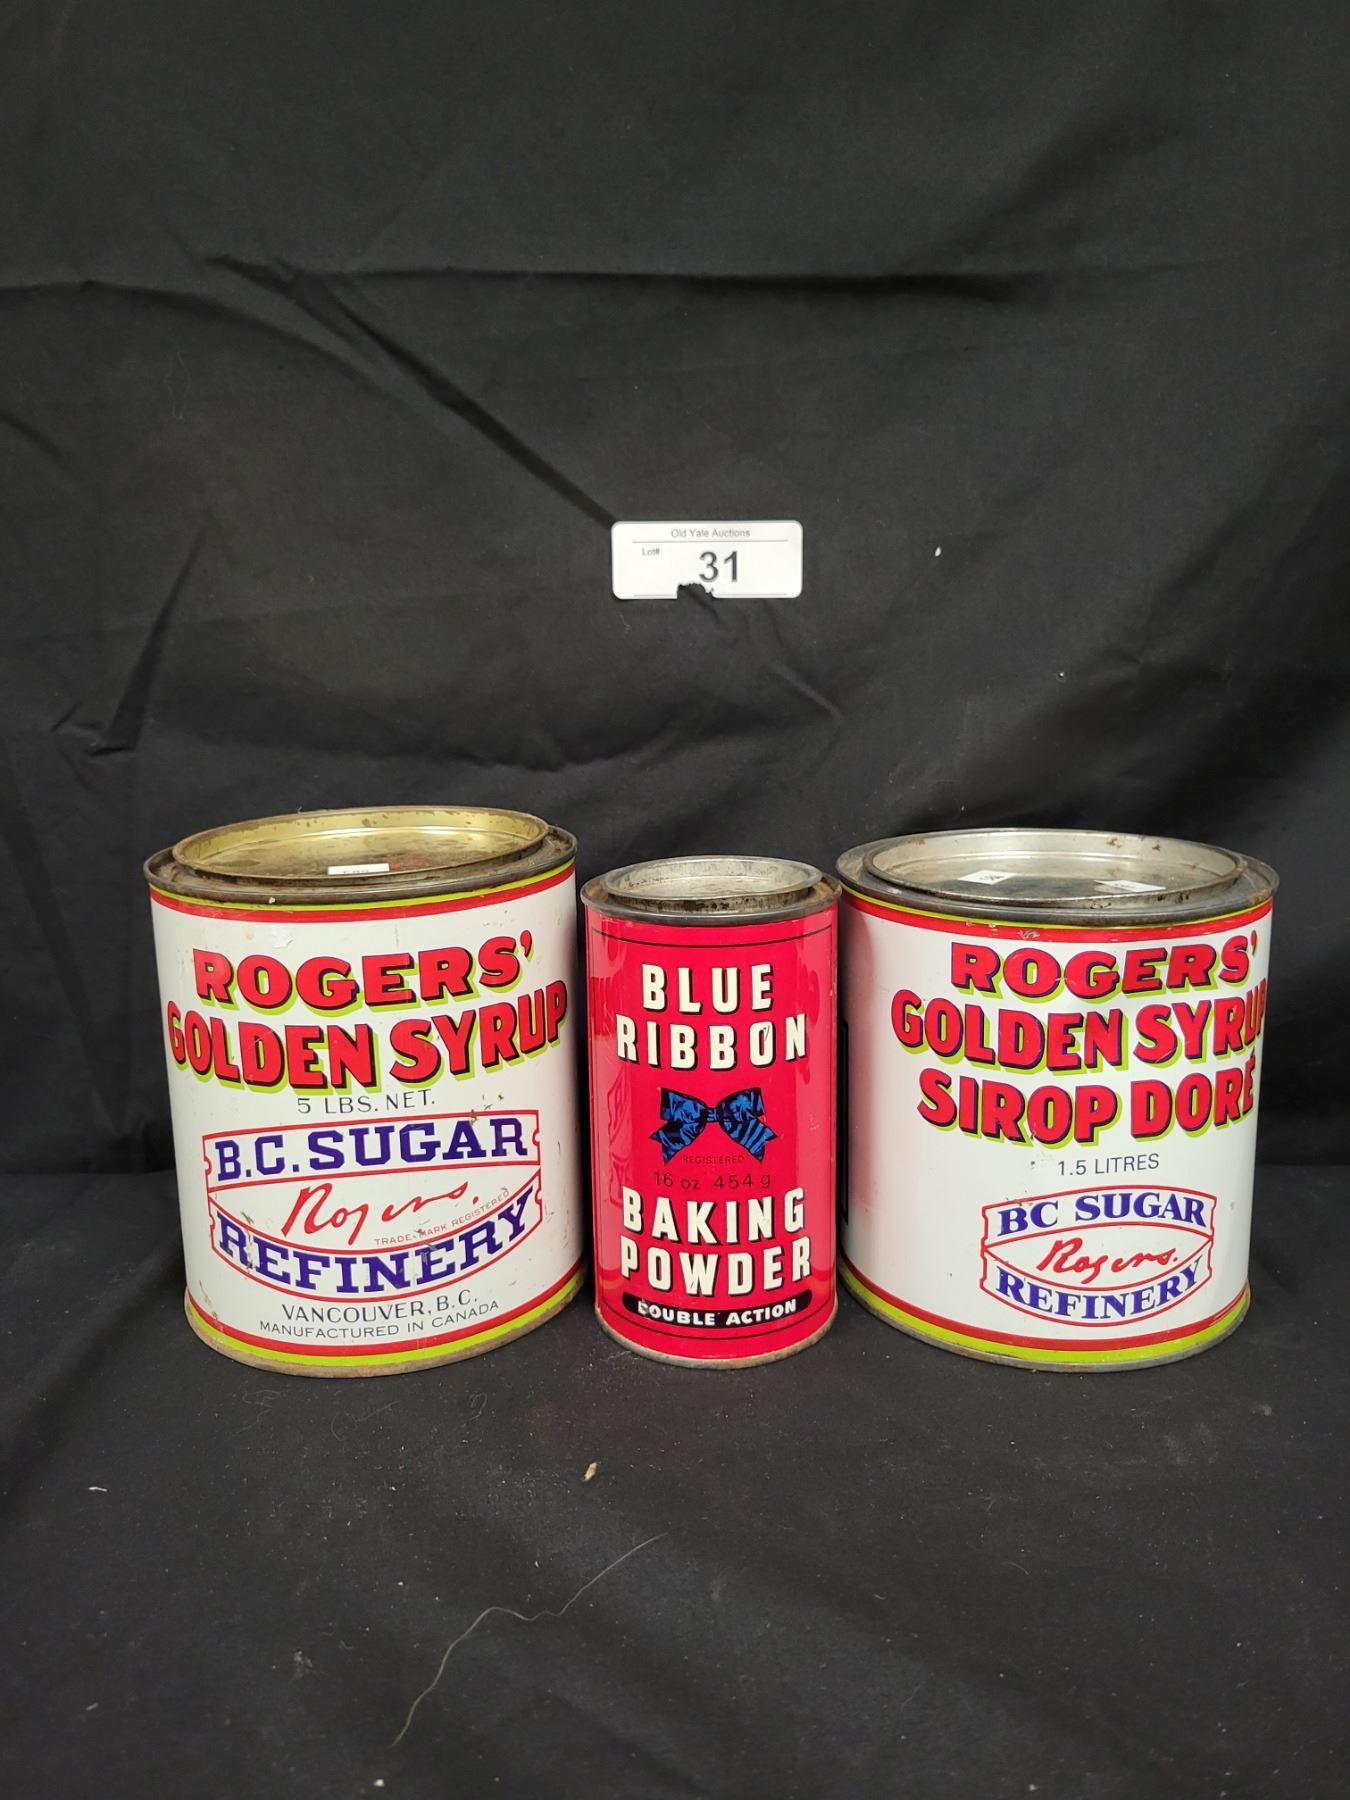 Old Yale Auctions
Lot#
31
ROGERS'
GOLDEN SYRUP
5 LBS. NET.
B.C. SUGAR
Rogers.
TRADE-MARK REGISTERED
REFINERY
VANCOUVER, B.C.
MANUFACTURED IN CANADA
BLUE
RIBBON
REGISTERED
16 oz 454 g
BAKING
POWDER
DOUBLE ACTION
ROGERS'
GOLDEN SYRUP
SIROP DORÉ
1.5 LITRES
BC SUGAR
Rogers.
REFINERY